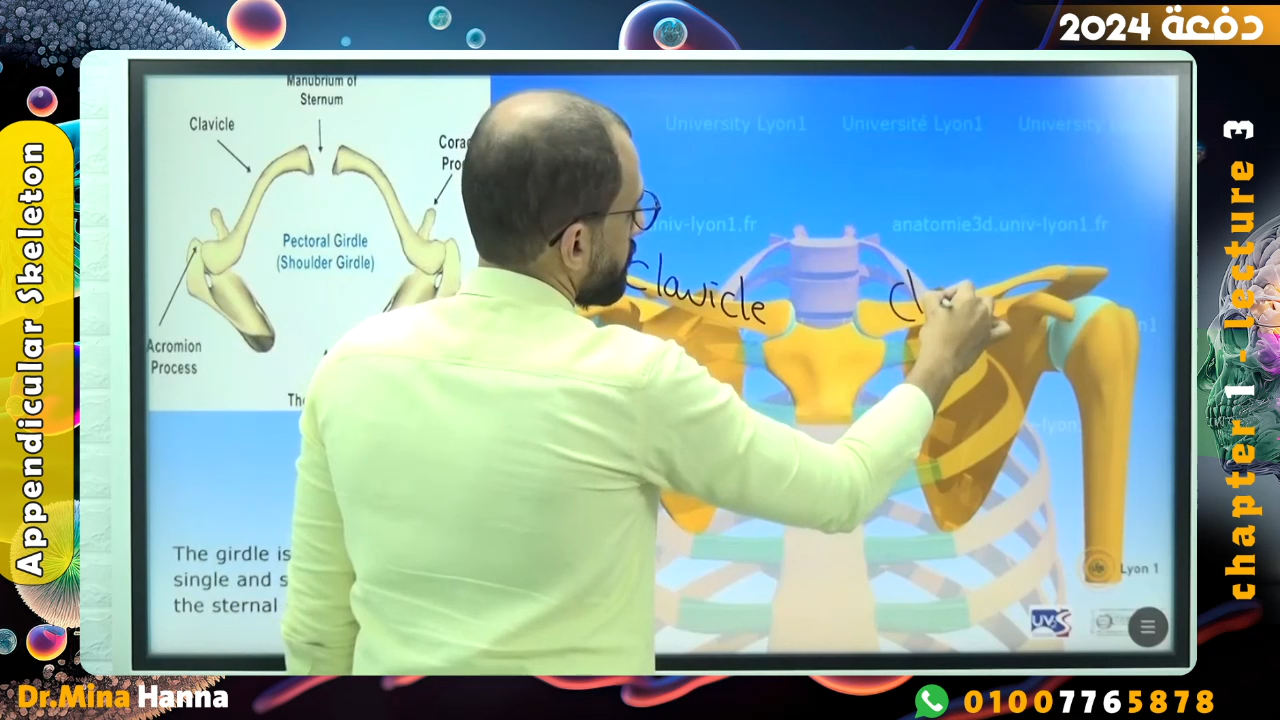 دفعة 2024
Appendicular Skeleton
chapter 1 - lecture 3
Manubrium of
Sternum
Clavicle
Pectoral Girdle
(Shoulder Girdle)
Acromion
Process
University Lyon1 Université Lyon1 University
anatomie3d.univ-lyon1.fr
Clavicle
The girdle is
single and
the sternal
Lyon 1
Dr.Mina Hanna
01007765878